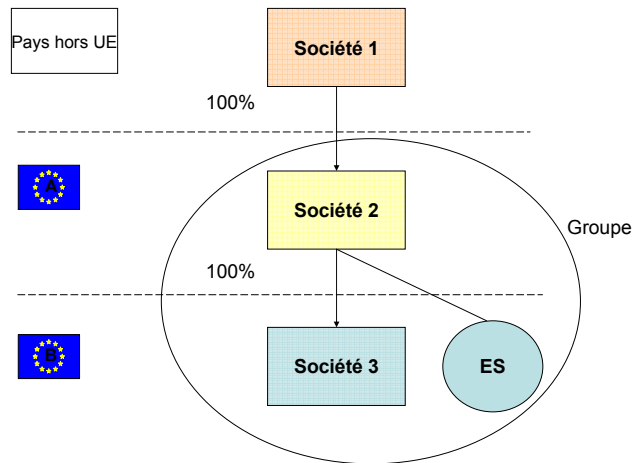 Pays hors UE
Société 1
100%
A
Société 2
Groupe
100%
B
Société 3
ES